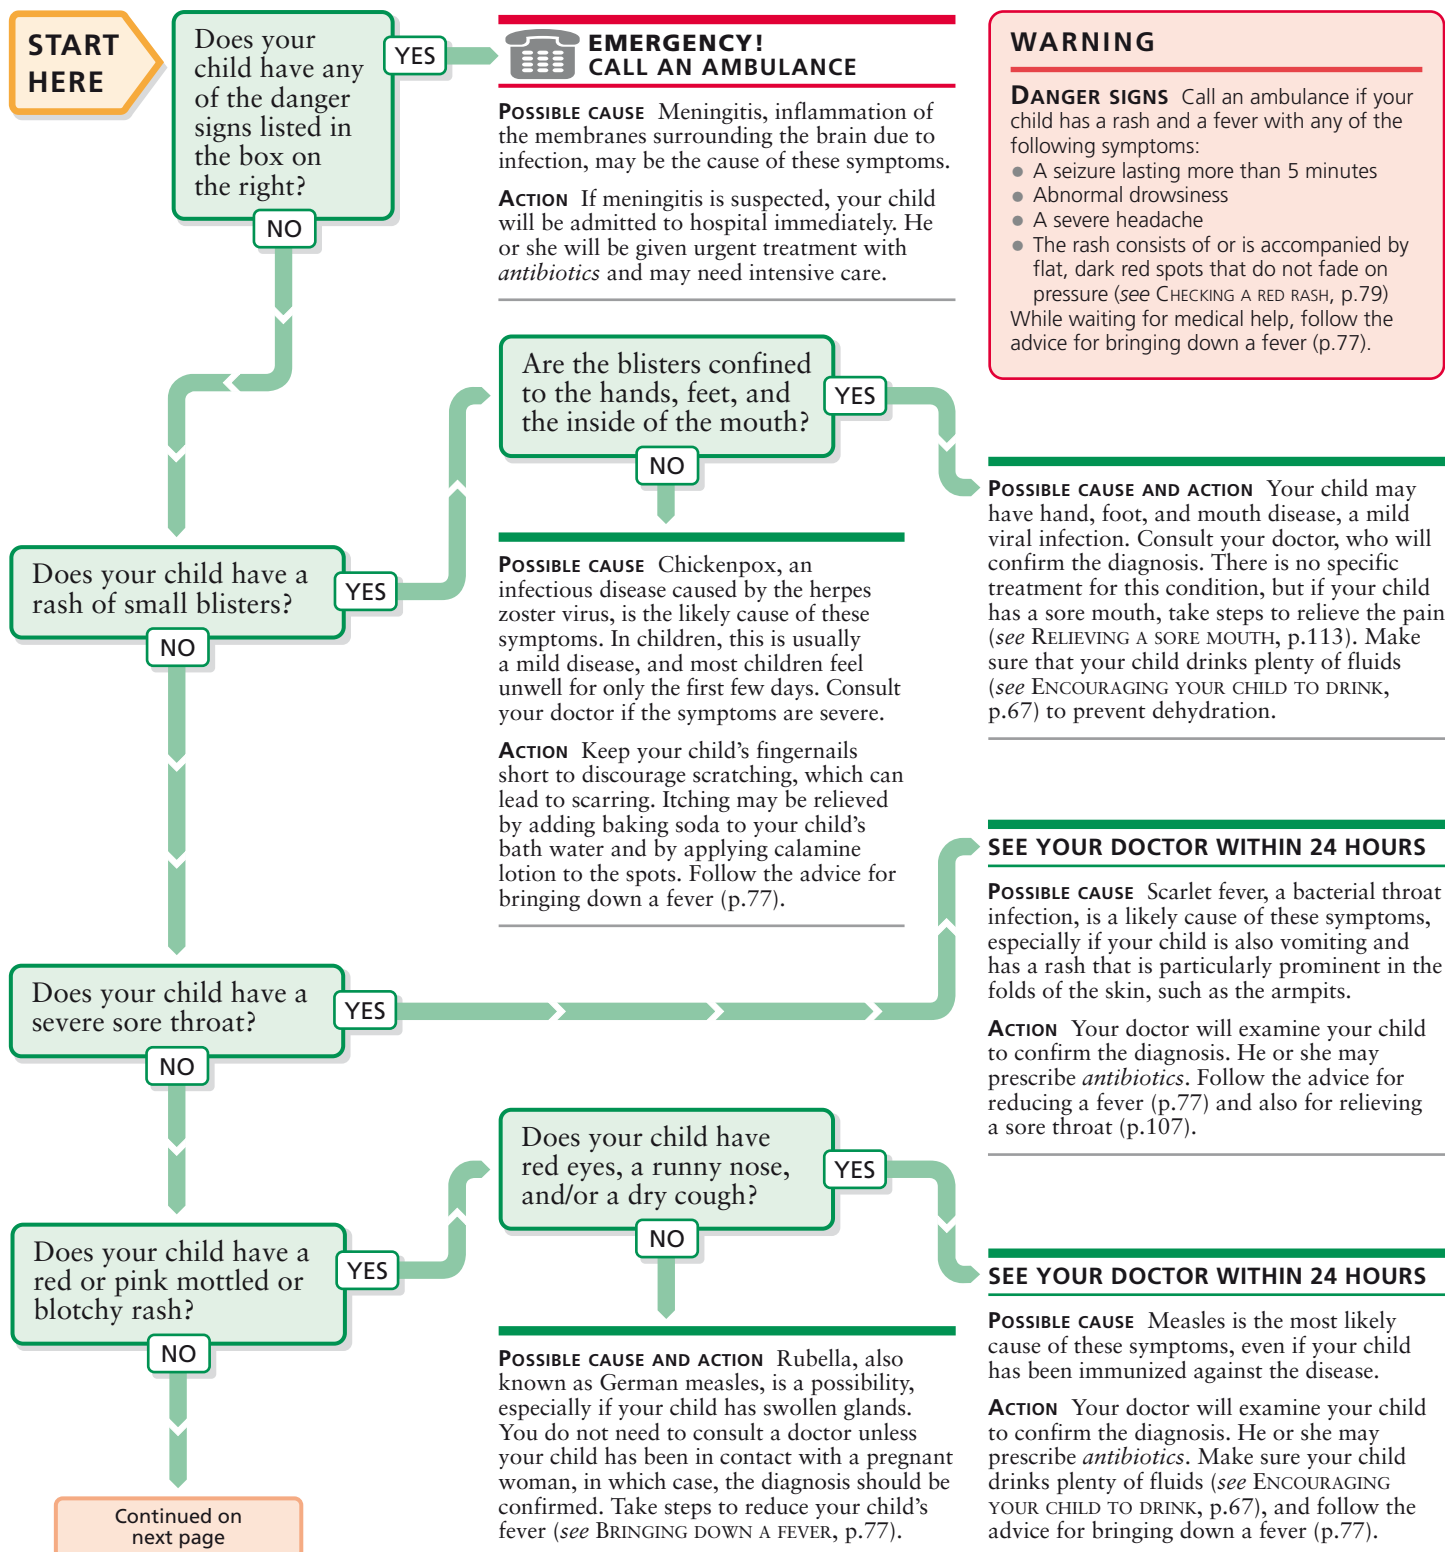 START
HERE
Does your
child have any
of the danger
signs listed in
the box on
the right?
YES
NO
EMERGENCY!
CALL AN AMBULANCE
POSSIBLE CAUSE Meningitis, inflammation of
the membranes surrounding the brain due to
infection, may be the cause of these symptoms.
ACTION If meningitis is suspected, your child
will be admitted to hospital immediately. He
or she will be given urgent treatment with
antibiotics and may need intensive care.
WARNING
DANGER SIGNS Call an ambulance if your
child has a rash and a fever with any of the
following symptoms:
• A seizure lasting more than 5 minutes
• Abnormal drowsiness
• A severe headache
• The rash consists of or is accompanied by
flat, dark red spots that do not fade on
pressure (see CHECKING A RED RASH, p.79)
While waiting for medical help, follow the
advice for bringing down a fever (p.77).
Does your child have a
rash of small blisters?
YES
NO
Are the blisters confined
to the hands, feet, and
the inside of the mouth?
YES
NO
POSSIBLE CAUSE AND ACTION Your child may
have hand, foot, and mouth disease, a mild
viral infection. Consult your doctor, who will
confirm the diagnosis. There is no specific
treatment for this condition, but if your child
has a sore mouth, take steps to relieve the pain
(see RELIEVING A SORE MOUTH, p.113). Make
sure that your child drinks plenty of fluids
(see ENCOURAGING YOUR CHILD TO DRINK,
p.67) to prevent dehydration.
POSSIBLE CAUSE Chickenpox, an
infectious disease caused by the herpes
zoster virus, is the likely cause of these
symptoms. In children, this is usually
a mild disease, and most children feel
unwell for only the first few days. Consult
your doctor if the symptoms are severe.
ACTION Keep your child's fingernails
short to discourage scratching, which can
lead to scarring. Itching may be relieved
by adding baking soda to your child's
bath water and by applying calamine
lotion to the spots. Follow the advice for
bringing down a fever (p.77).
Does your child have a
severe sore throat?
YES
NO
SEE YOUR DOCTOR WITHIN 24 HOURS
POSSIBLE CAUSE Scarlet fever, a bacterial throat
infection, is a likely cause of these symptoms,
especially if your child is also vomiting and
has a rash that is particularly prominent in the
folds of the skin, such as the armpits.
ACTION Your doctor will examine your child
to confirm the diagnosis. He or she may
prescribe antibiotics. Follow the advice for
reducing a fever (p.77) and also for relieving
a sore throat (p.107).
Does your child have a
red or pink mottled or
blotchy rash?
YES
NO
Does your child have
red eyes, a runny nose,
and/or a dry cough?
YES
NO
SEE YOUR DOCTOR WITHIN 24 HOURS
POSSIBLE CAUSE Measles is the most likely
cause of these symptoms, even if your child
has been immunized against the disease.
ACTION Your doctor will examine your child
to confirm the diagnosis. He or she may
prescribe antibiotics. Make sure your child
drinks plenty of fluids (see ENCOURAGING
YOUR CHILD TO DRINK, p.67), and follow the
advice for bringing down a fever (p.77).
POSSIBLE CAUSE AND ACTION Rubella, also
known as German measles, is a possibility,
especially if your child has swollen glands.
You do not need to consult a doctor unless
your child has been in contact with a pregnant
woman, in which case, the diagnosis should be
confirmed. Take steps to reduce your child's
fever (see BRINGING DOWN A FEVER, p.77).
Continued on
next page